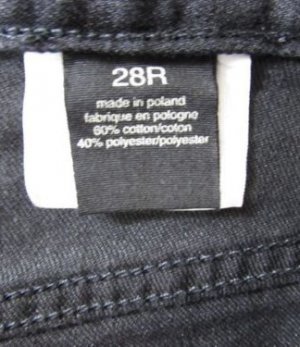 28R
made in poland
fabrique en pologne
60% cotton/coton
40% polyester/polyester